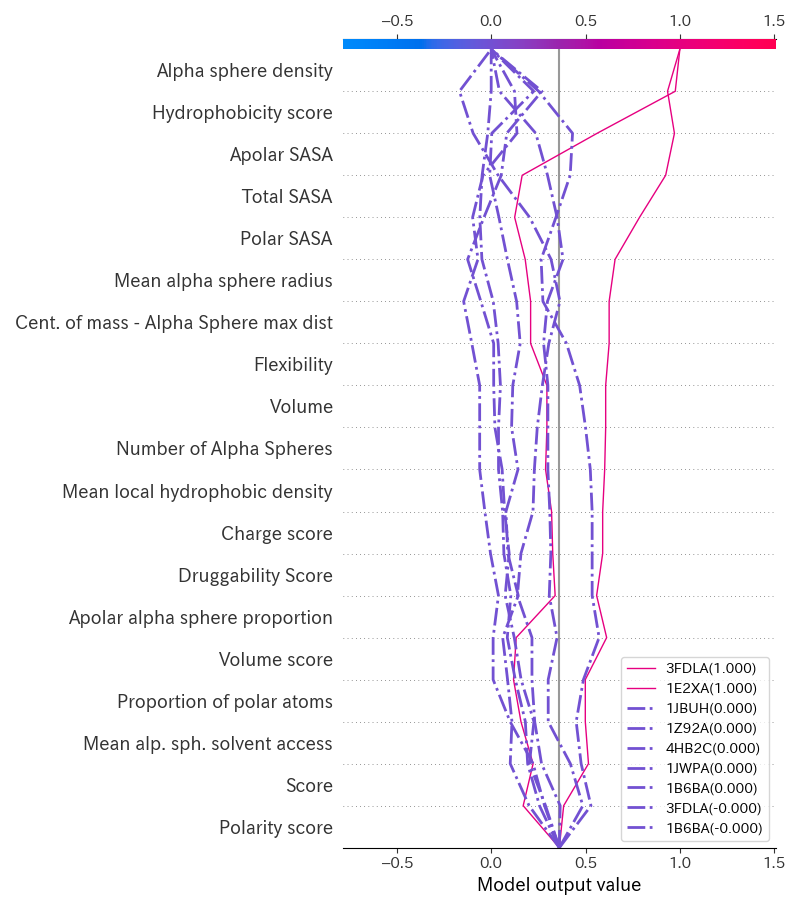 −0.5 0.0 0.5 1.0 1.5
Alpha sphere density
Hydrophobicity score
Apolar SASA
Total SASA
Polar SASA
Mean alpha sphere radius
Cent. of mass - Alpha Sphere max dist
Flexibility
Volume
Number of Alpha Spheres
Mean local hydrophobic density
Charge score
Druggability Score
Apolar alpha sphere proportion
Volume score
Proportion of polar atoms
Mean alp. sph. solvent access
Score
Polarity score
3FDLA(1.000)
1E2XA(1.000)
1JBUH(0.000)
1Z92A(0.000)
4HB2C(0.000)
1JWPA(0.000)
1B6BA(0.000)
3FDLA(-0.000)
1B6BA(-0.000)
−0.5 0.0 0.5 1.0 1.5
Model output value